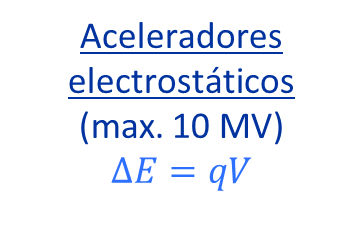 Aceleradores
electrostáticos
(max. 10 MV)
ΔE = qV